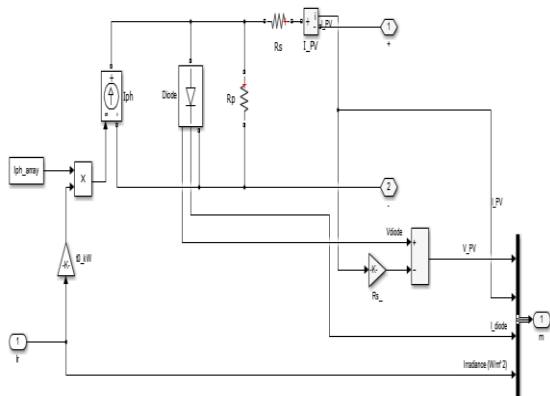 i
I_PV
+
-
1
+
Rs
I_PV
+
Iph
Diode
Rp
Iph_array
X
2
-
I_PV
Vdiode
+
V_PV
-K-
-K-
-
t0_kW
Rs_
I_diode
1
Ir
1
m
Irradiance (W/m^2)